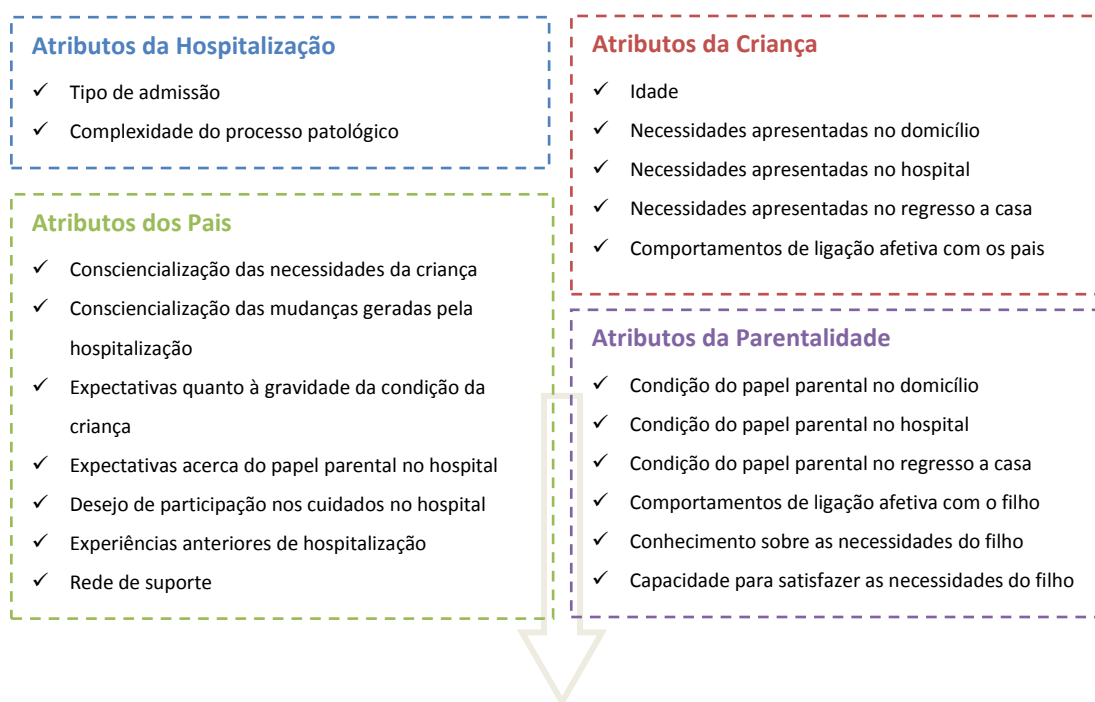 Atributos da Hospitalização
✓ Tipo de admissão
✓ Complexidade do processo patológico
Atributos dos Pais
✓ Consciencialização das necessidades da criança
✓ Consciencialização das mudanças geradas pela
hospitalização
✓ Expectativas quanto à gravidade da condição da
criança
✓ Expectativas acerca do papel parental no hospital
✓ Desejo de participação nos cuidados no hospital
✓ Experiências anteriores de hospitalização
✓ Rede de suporte
Atributos da Criança
✓ Idade
✓ Necessidades apresentadas no domicílio
✓ Necessidades apresentadas no hospital
✓ Necessidades apresentadas no regresso a casa
✓ Comportamentos de ligação afetiva com os pais
Atributos da Parentalidade
✓ Condição do papel parental no domicílio
✓ Condição do papel parental no hospital
✓ Condição do papel parental no regresso a casa
✓ Comportamentos de ligação afetiva com o filho
✓ Conhecimento sobre as necessidades do filho
✓ Capacidade para satisfazer as necessidades do filho